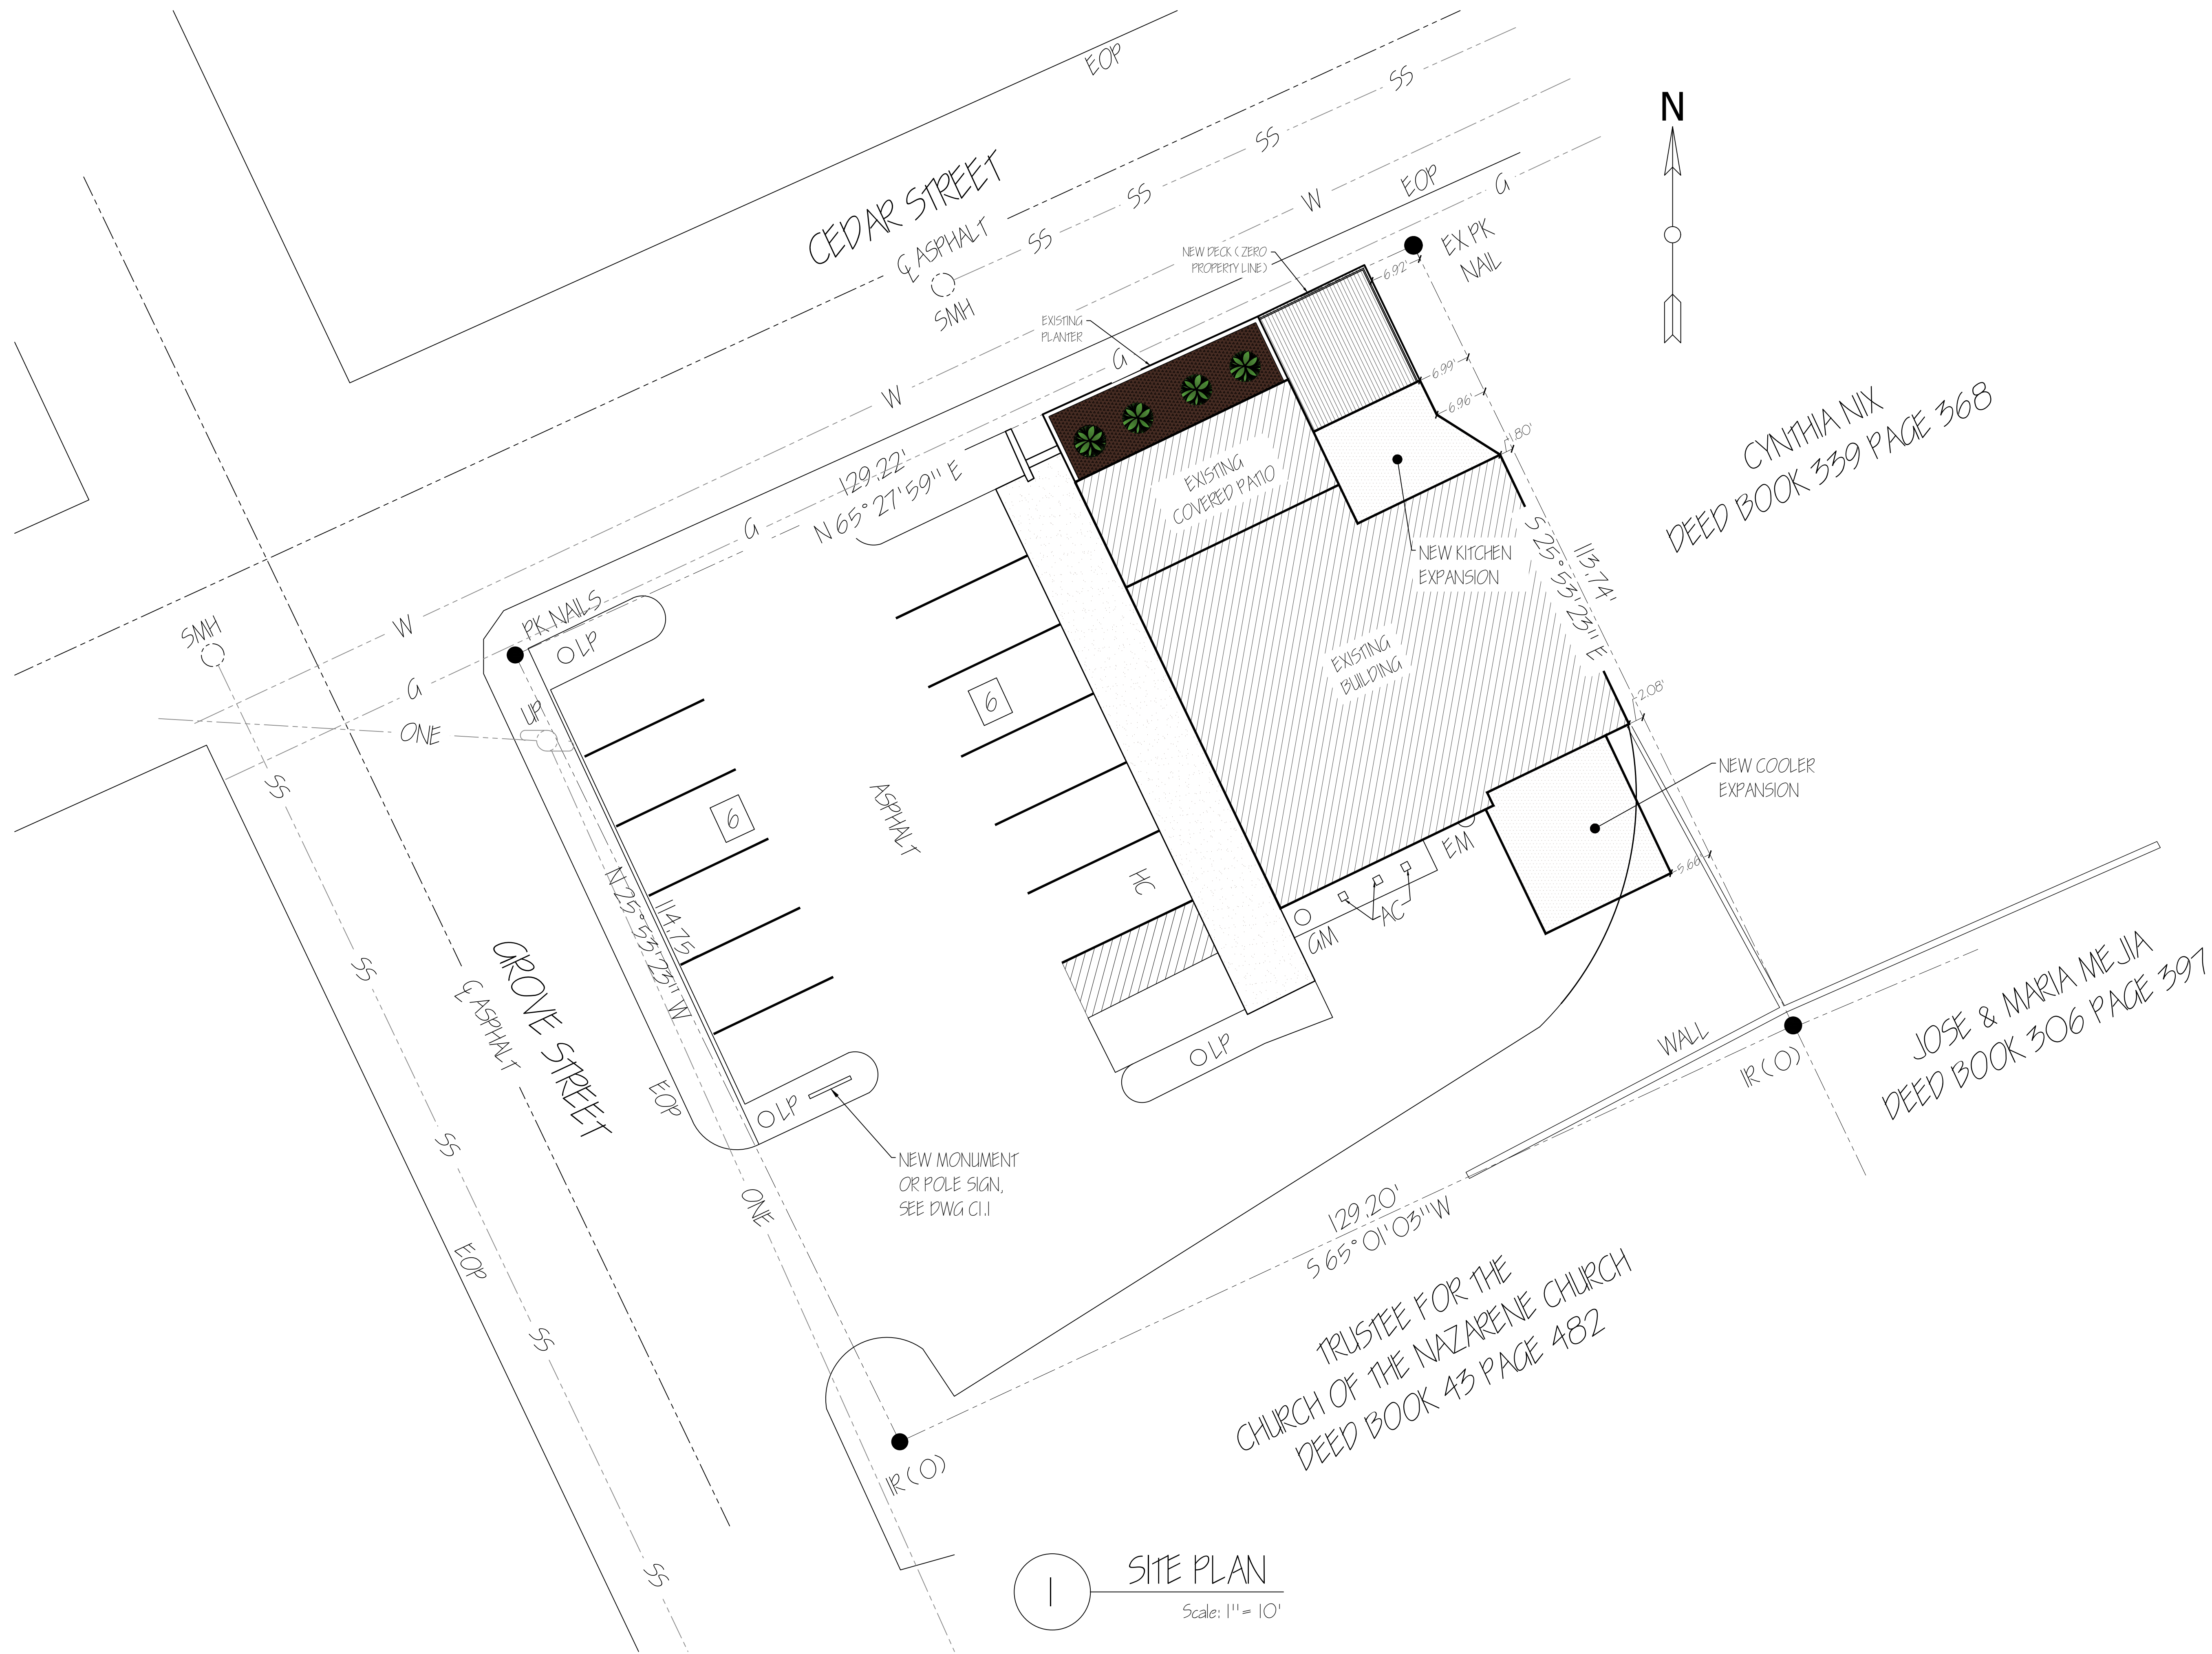 EOP
N
SS
SS
SS
SS
CEDAR STREET
℄ ASPHALT
SMH
W
EOP
G
EX PK
NAIL
NEW DECK ( ZERO
PROPERTY LINE)
6.92'
EXISTING
PLANTER
G
W
6.99'
6.96'
1.80'
CYNTHIA NIX
DEED BOOK 339 PAGE 368
129.22'
N 65° 27' 59" E
G
EXISTING
COVERED PATIO
NEW KITCHEN
EXPANSION
113.74'
S 25° 53' 23" E
PK NAILS
LP
W
SMH
G
UP
ONE
EXISTING
BUILDING
6
6
2.08'
NEW COOLER
EXPANSION
ASPHALT
SS
HC
EM
AC
GM
5.66'
114.75
N 25° 53' 23" W
GROVE STREET
℄ ASPHALT
SS
JOSE & MARIA MEJIA
DEED BOOK 306 PAGE 397
WALL
IR ( O )
LP
EOP
LP
SS
NEW MONUMENT
OR POLE SIGN,
SEE DWG C1.1
ONE
129.20'
S 65° 01' 03" W
EOP
SS
TRUSTEE FOR THE
CHURCH OF THE NAZARENE CHURCH
DEED BOOK 43 PAGE 482
IR ( O )
SS
1
SITE PLAN
Scale: 1" = 10'